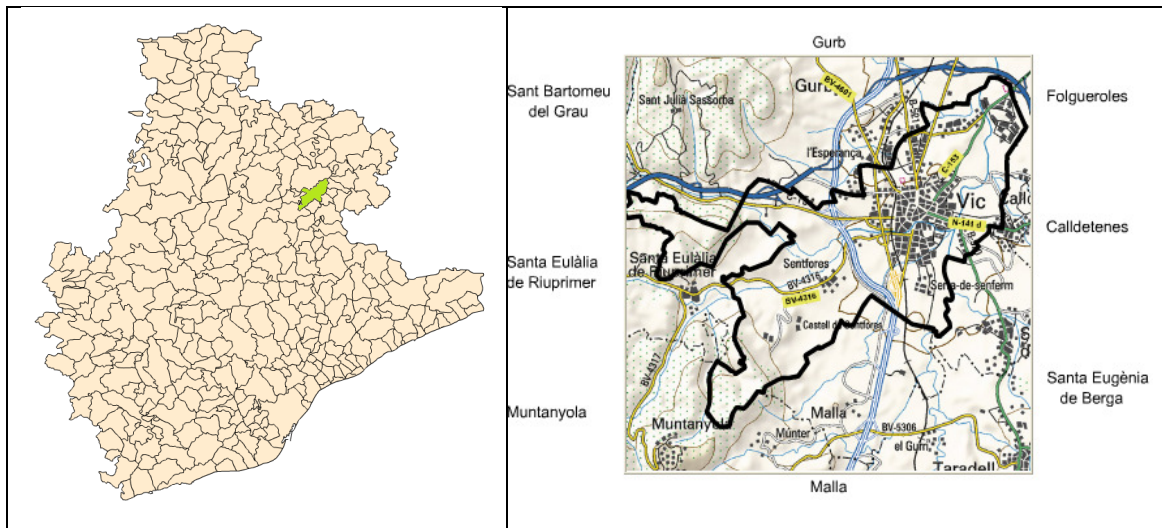 Gurb
Sant Bartomeu
del Grau
Folgueroles
Calldetenes
Santa Eulàlia
de Riuprimer
Santa Eugènia
de Berga
Muntanyola
Malla
Gurb
BV-4601
Sant Julià Sassorba
l'Esperança
C-153
Vic
N-141 d
Santa Eulàlia
de Riuprimer
Sentfores
BV-4316
BV-4316
Serra-de-senferm
Castell de Sentfores
BV-4317
Malla
Muntanyola
Múnter
BV-5306
el Gurri
Taradell